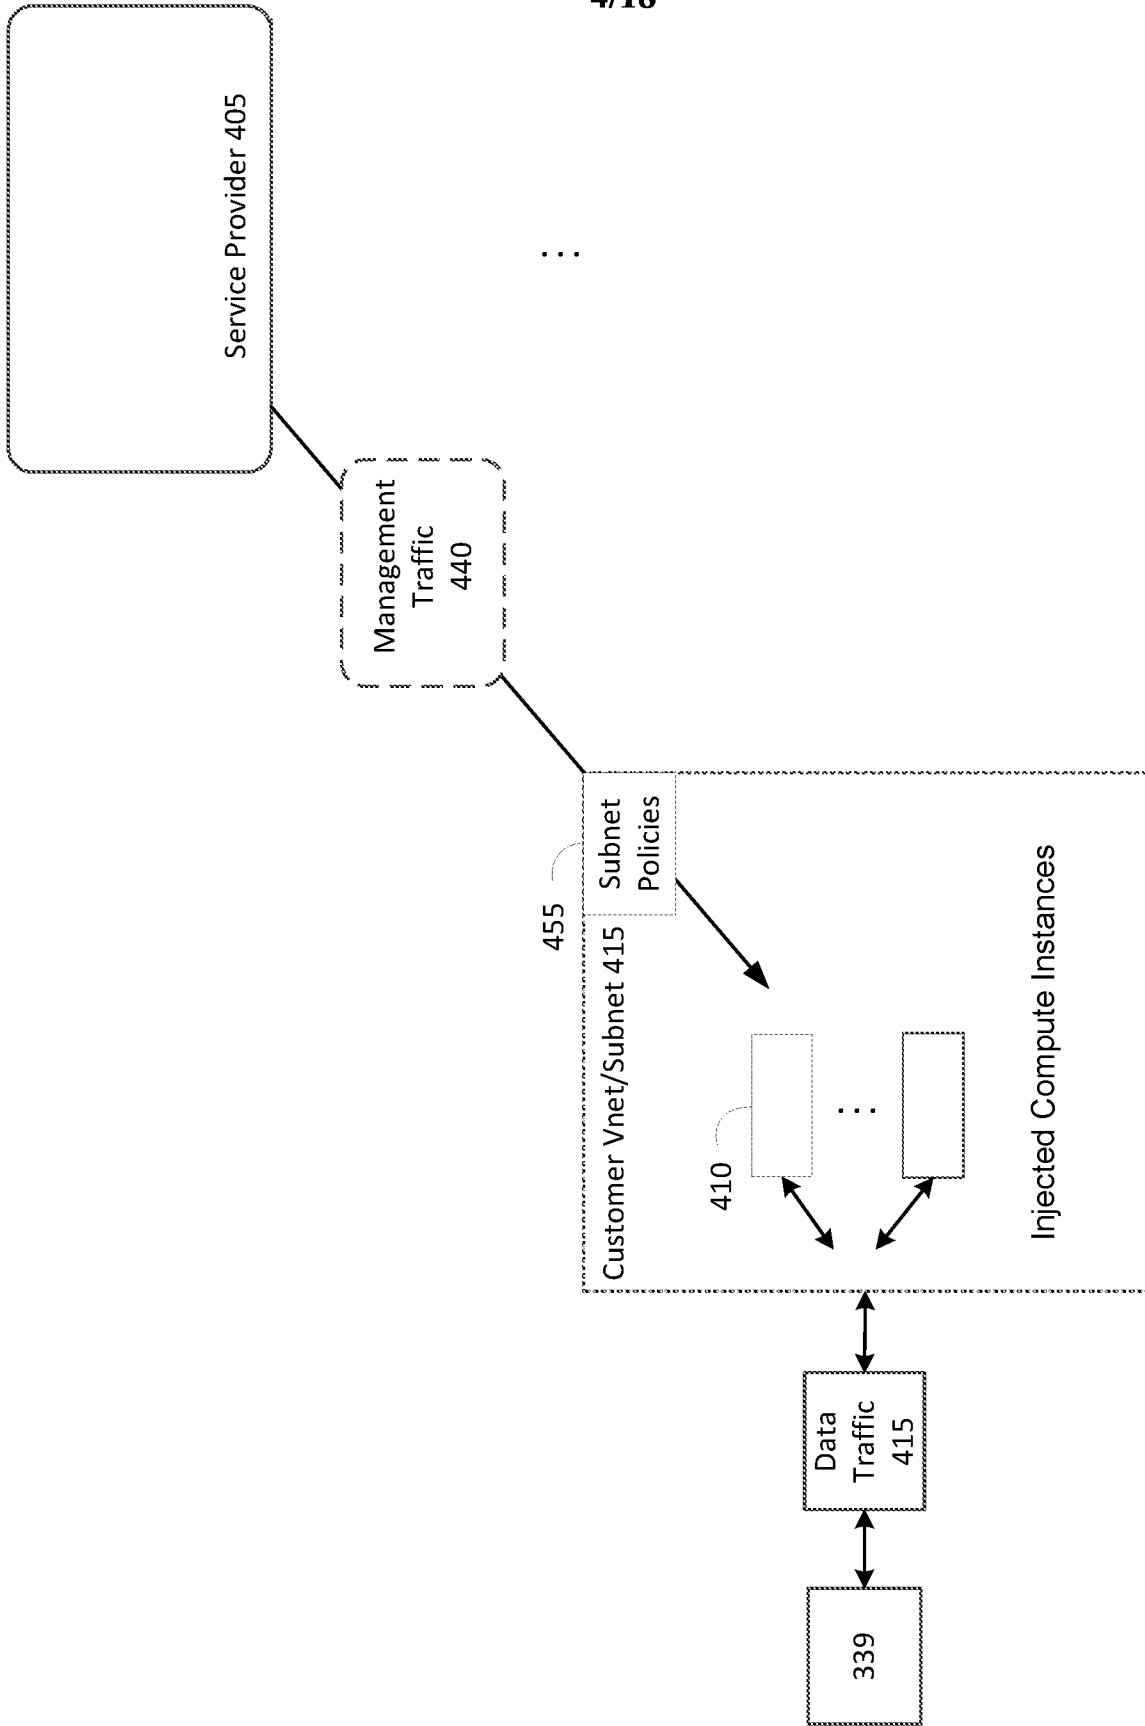 4/18
Service Provider 405
...
Management
Traffic
440
455
Subnet
Policies
Customer Vnet/Subnet 415
410
...
Injected Compute Instances
Data
Traffic
415
339